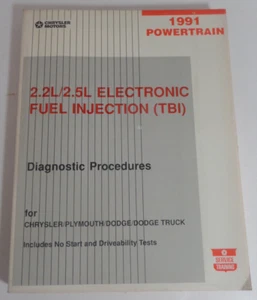 CHRYSLER
MOTORS
1991
POWERTRAIN
2.2L/2.5L ELECTRONIC
FUEL INJECTION (TBI)
Diagnostic Procedures
for
CHRYSLER/PLYMOUTH/DODGE/DODGE TRUCK
Includes No Start and Driveability Tests
SERVICE
TRAINING